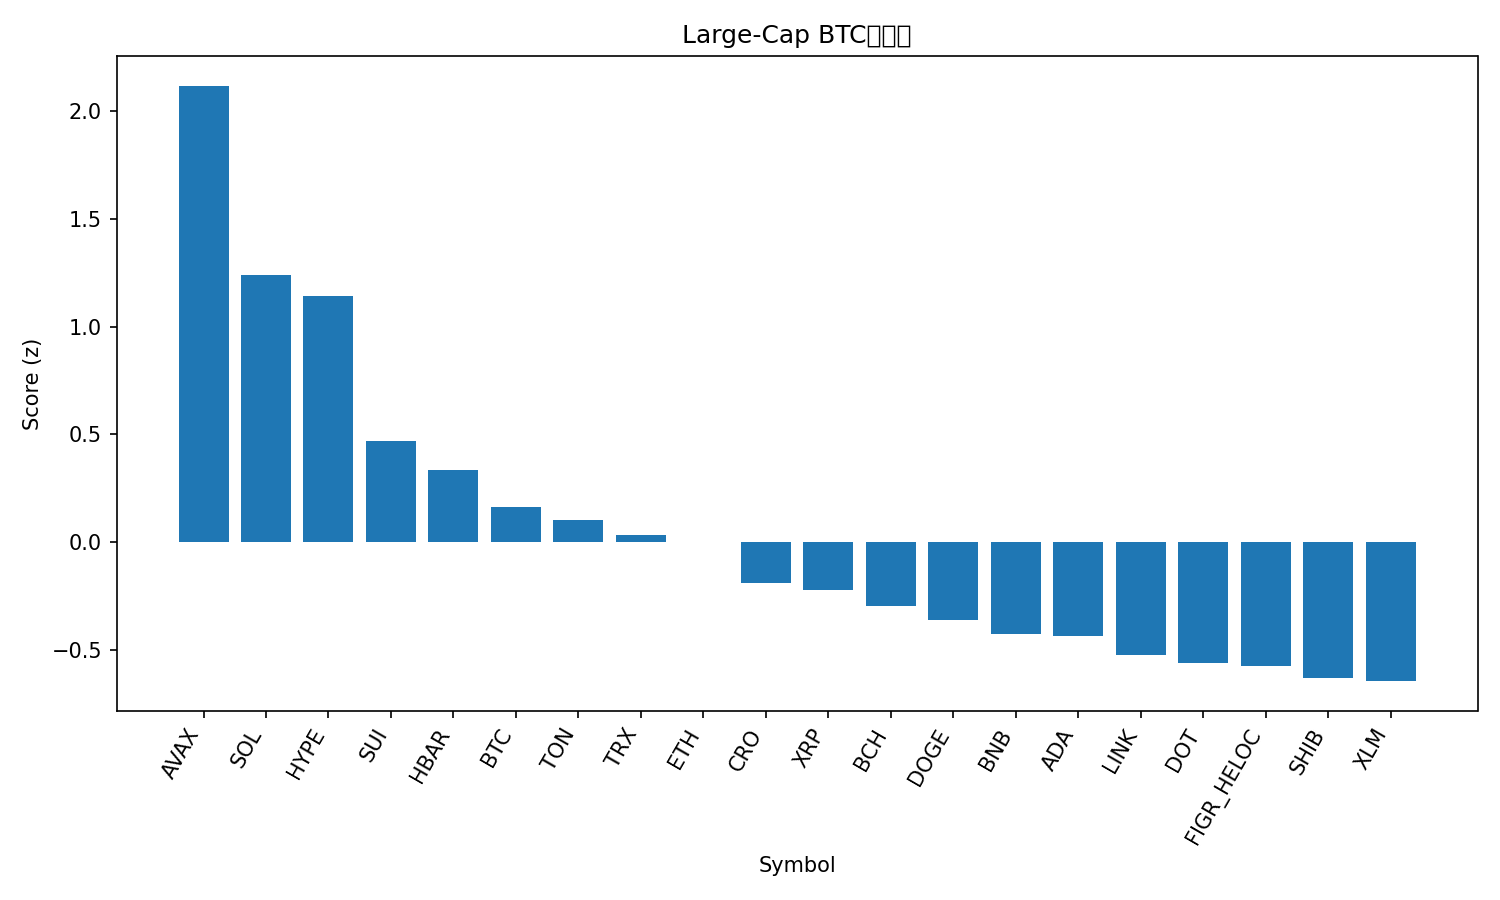 Large-Cap BTC
Score (z)
2.0
1.5
1.0
0.5
0.0
−0.5
AVAX
SOL
HYPE
SUI
HBAR
BTC
TON
TRX
ETH
CRO
XRP
BCH
DOGE
BNB
ADA
LINK
DOT
FIGR_HELOC
SHIB
XLM
Symbol